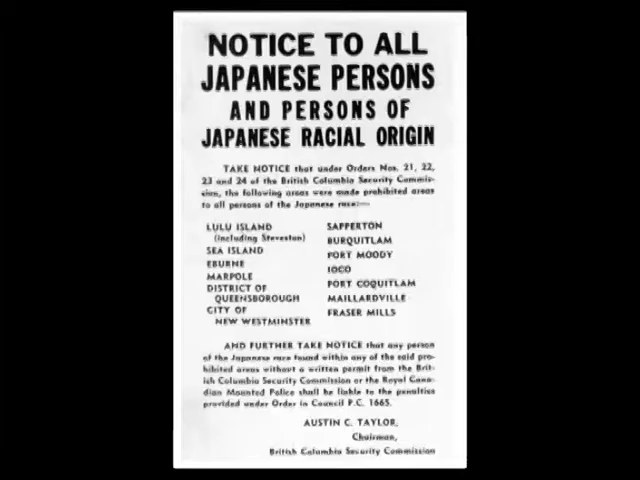 NOTICE TO ALL
JAPANESE PERSONS
AND PERSONS OF
JAPANESE RACIAL ORIGIN
TAKE NOTICE that under Orders Nos. 21, 22,
23 and 24 of the British Columbia Security Commis-
sion, the following areas were made prohibited areas
to all persons of the Japanese race:—
LULU ISLAND
(including Steveston)
SEA ISLAND
EBURNE
MARPOLE
DISTRICT OF
QUEENSBOROUGH
CITY OF
NEW WESTMINSTER
SAPPERTON
BURQUITLAM
PORT MOODY
IOCO
PORT COQUITLAM
MAILLARDVILLE
FRASER MILLS
AND FURTHER TAKE NOTICE that any person
of the Japanese race found within any of the said pro-
hibited areas without a written permit from the Brit-
ish Columbia Security Commission or the Royal Cana-
dian Mounted Police shall be liable to the penalties
provided under Order in Council P.C. 1665.
AUSTIN C. TAYLOR,
Chairman,
British Columbia Security Commission